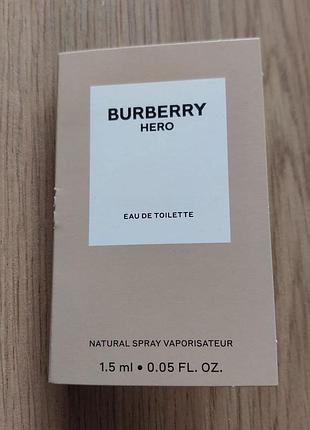 BURBERRY
HERO
EAU DE TOILETTE
NATURAL SPRAY VAPORISATEUR
1.5 ml • 0.05 FL. OZ.